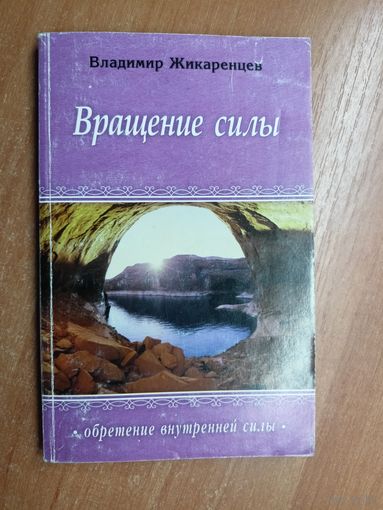 Владимир Жикаренцев
Вращение силы
• обретение внутренней силы •